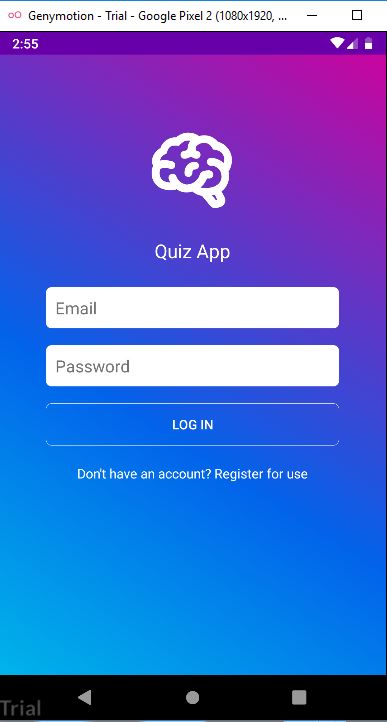 Genymotion - Trial - Google Pixel 2 (1080x1920, ...
2:55
Quiz App
Email
Password
LOG IN
Don't have an account? Register for use
Trial